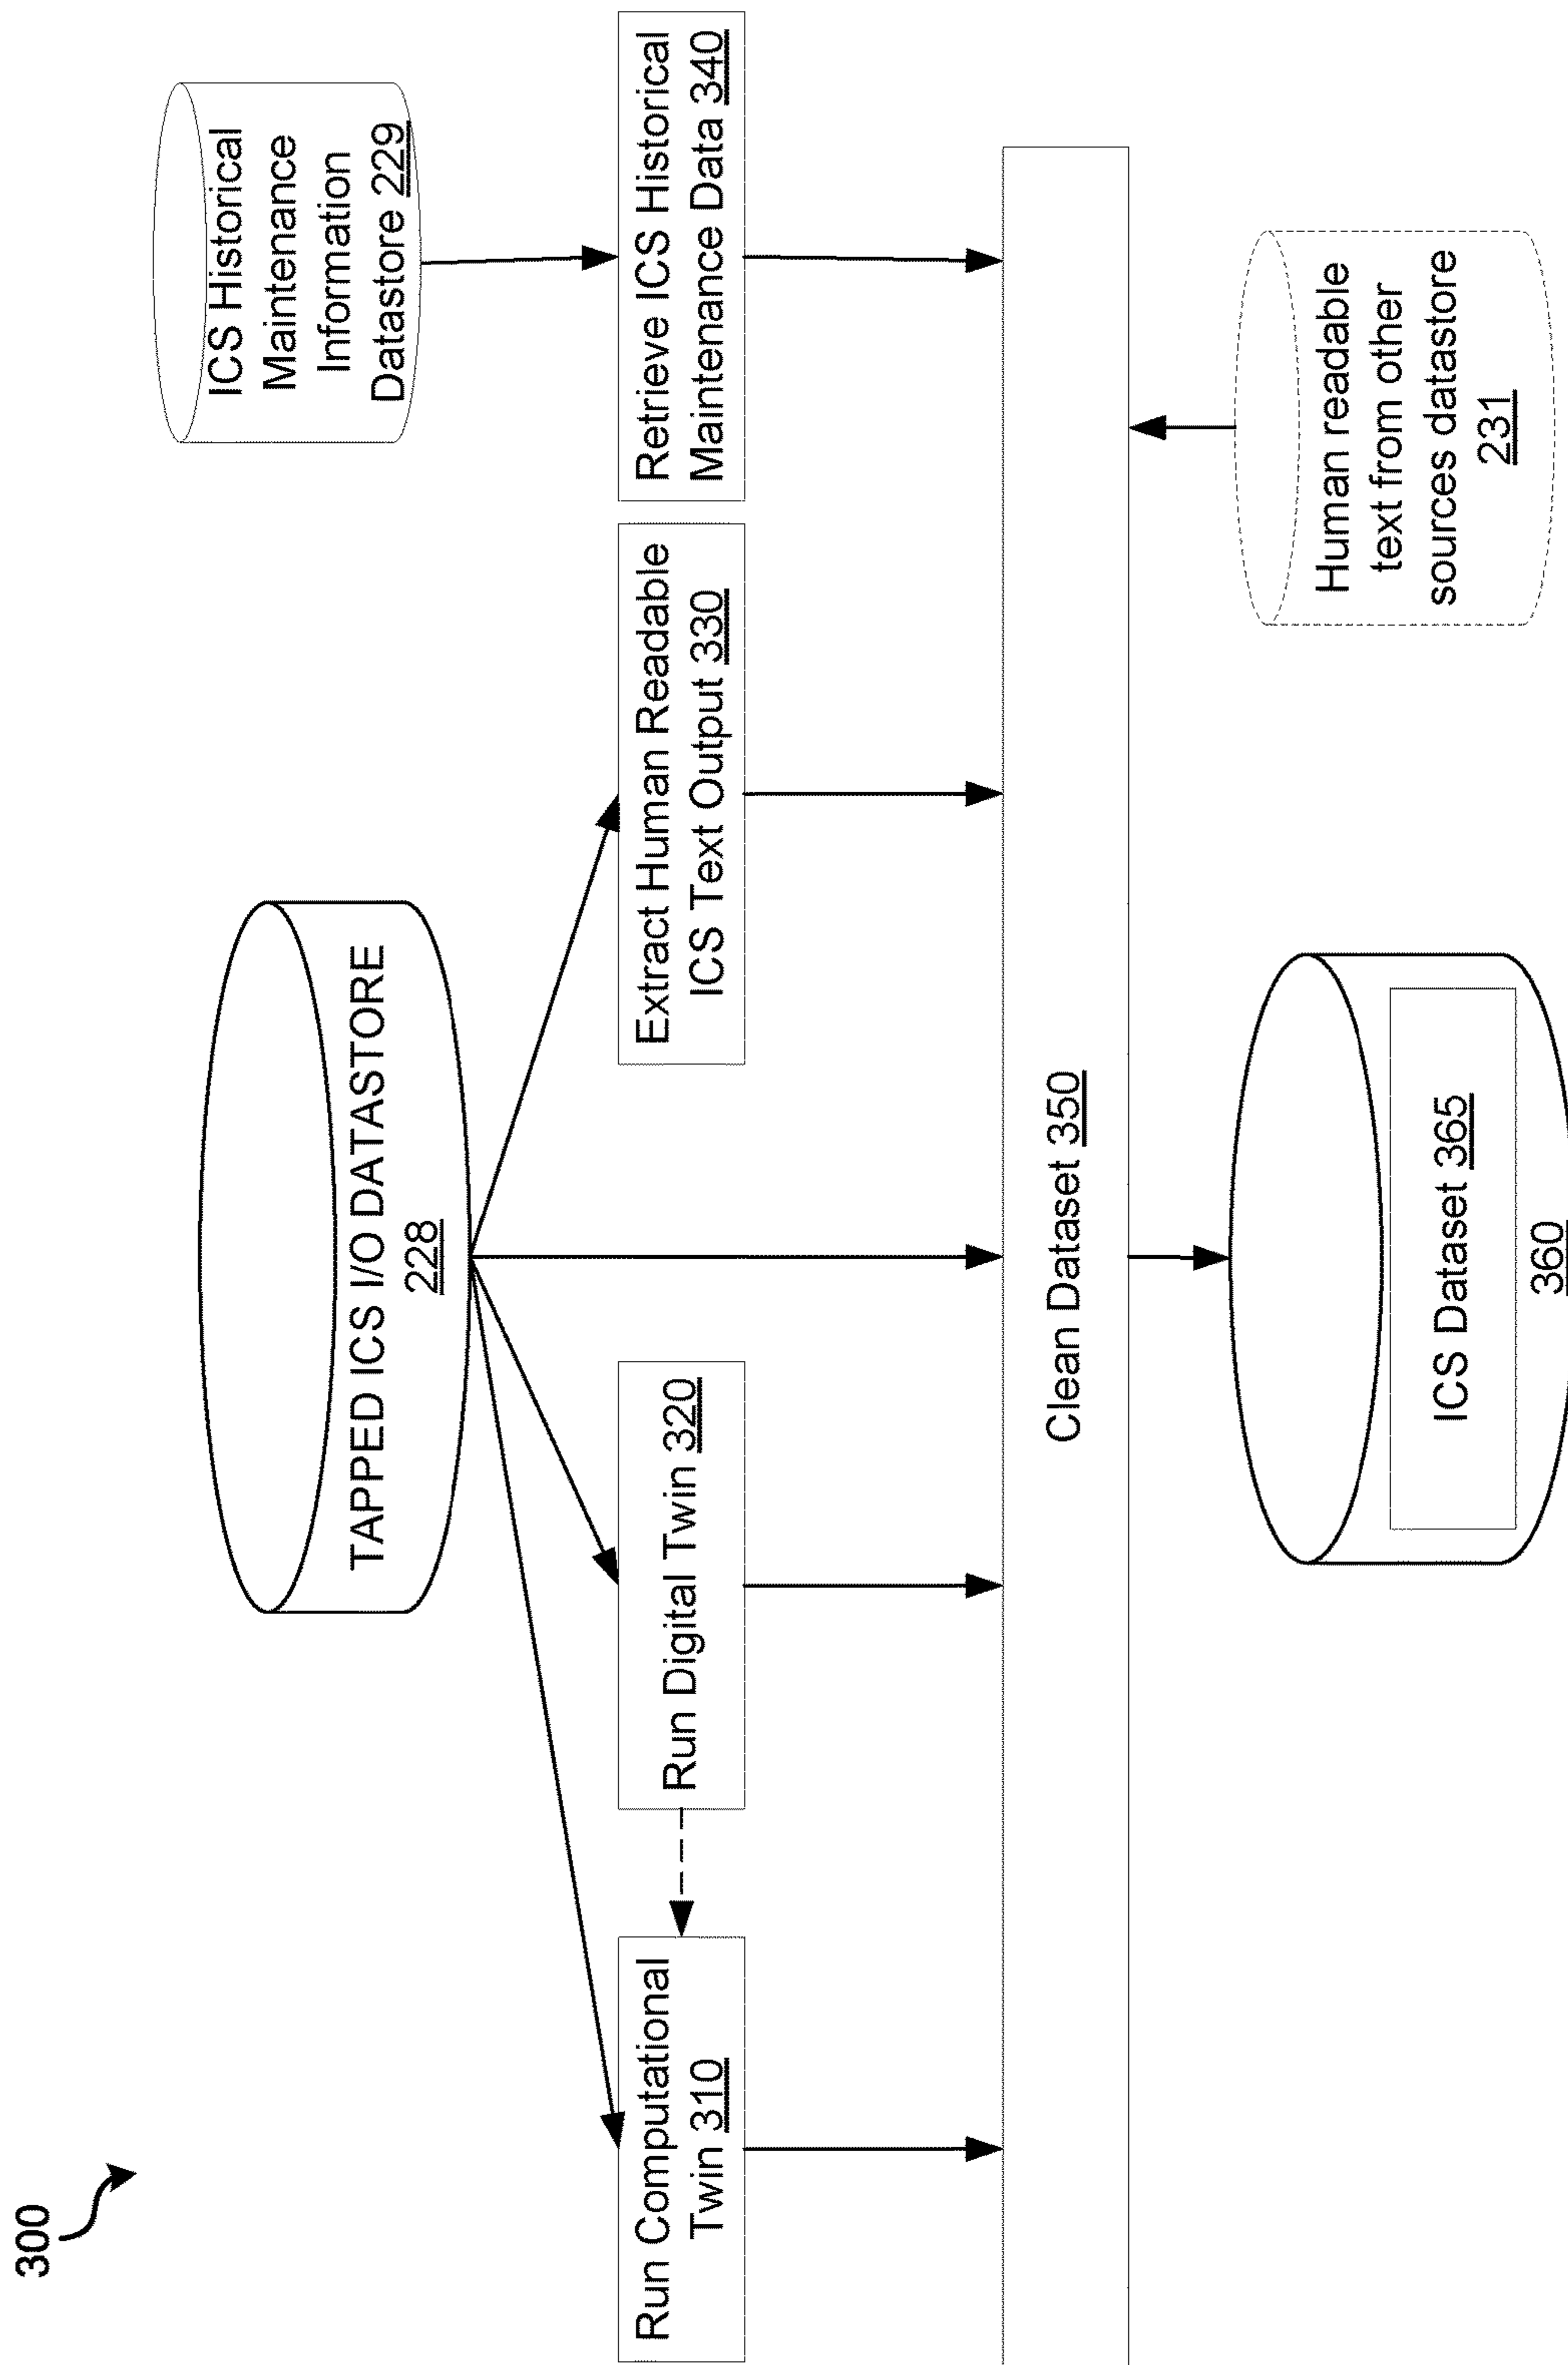 300
TAPPED ICS I/O DATASTORE
228
ICS Historical
Maintenance
Information
Datastore 229
Run Computational
Twin 310
Run Digital Twin 320
Extract Human Readable
ICS Text Output 330
Retrieve ICS Historical
Maintenance Data 340
Clean Dataset 350
ICS Dataset 365
360
Human readable
text from other
sources datastore
231